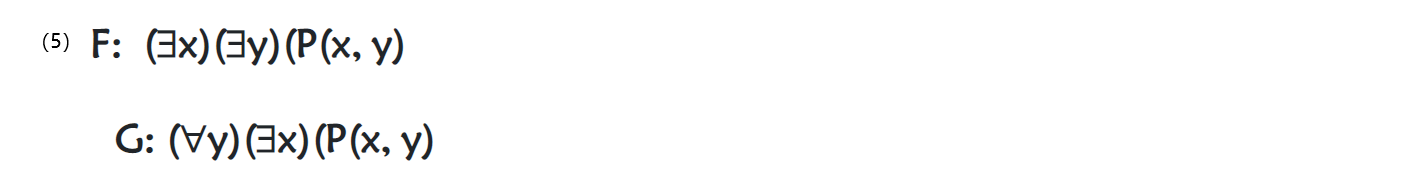 (5) F: (∃x)(∃y)(P(x, y)
G: (∀y)(∃x)(P(x, y)